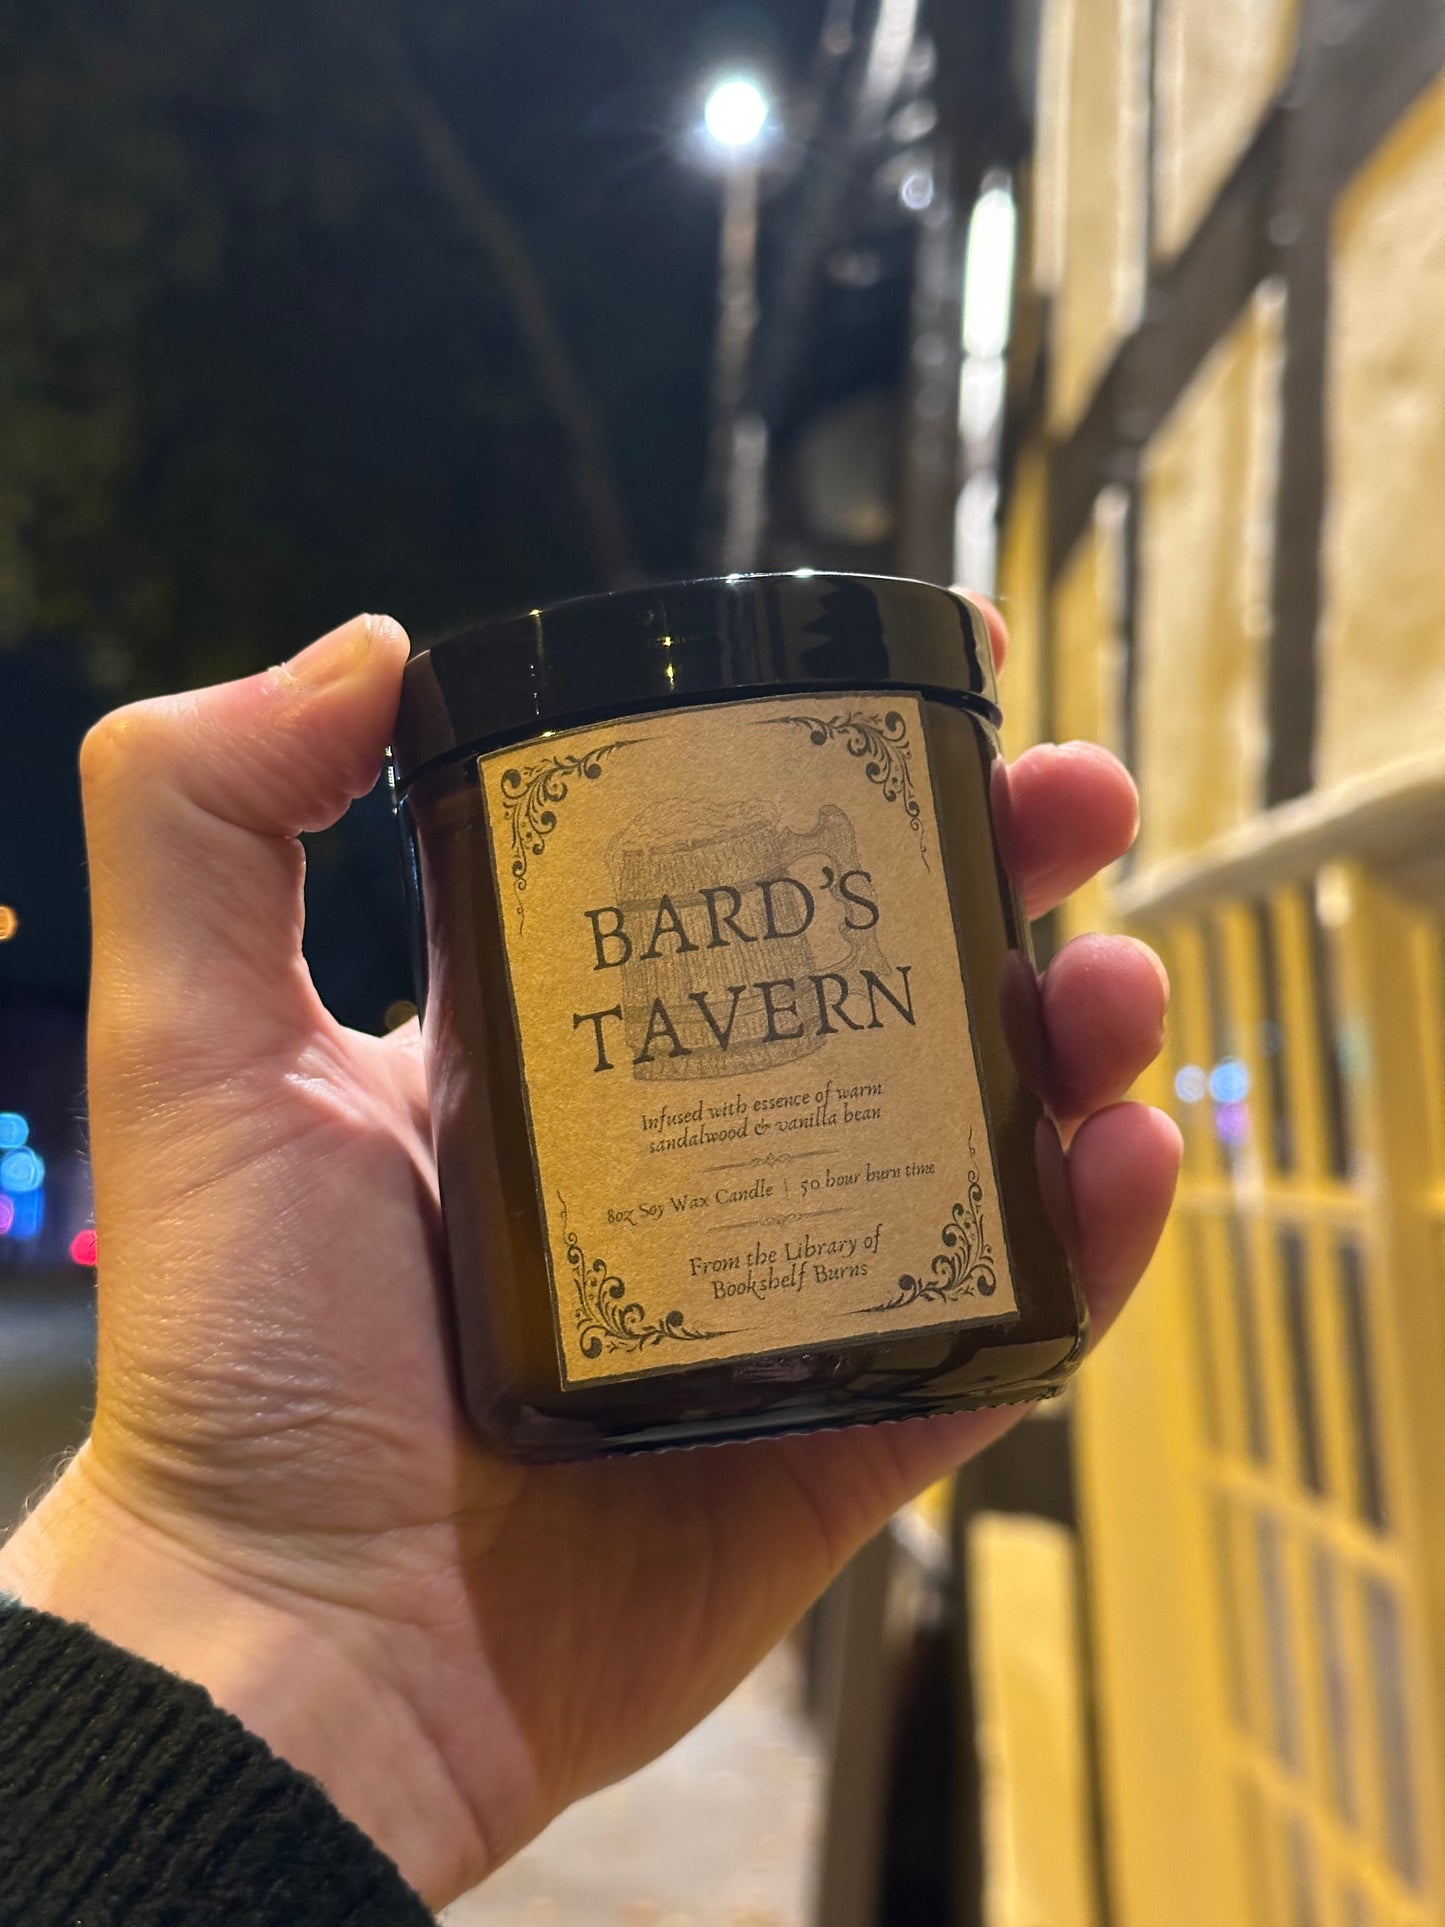 BARD'S
TAVERN
Infused with essence of warm
sandalwood & vanilla bean
8oz Soy Wax Candle | 50 hour burn time
From the Library of
Bookshelf Burns